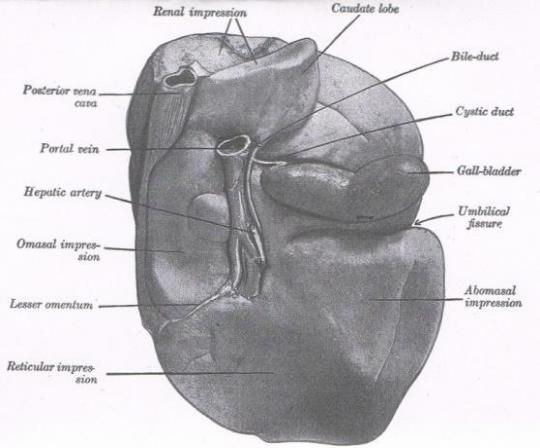 Renal impression
Caudate lobe
Bile-duct
Posterior vena
cava
Cystic duct
Portal vein
Gall-bladder
Hepatic artery
Umbilical
fissure
Omasal impres-
sion
Lesser omentum
Abomasal
impression
Reticular impres-
sion